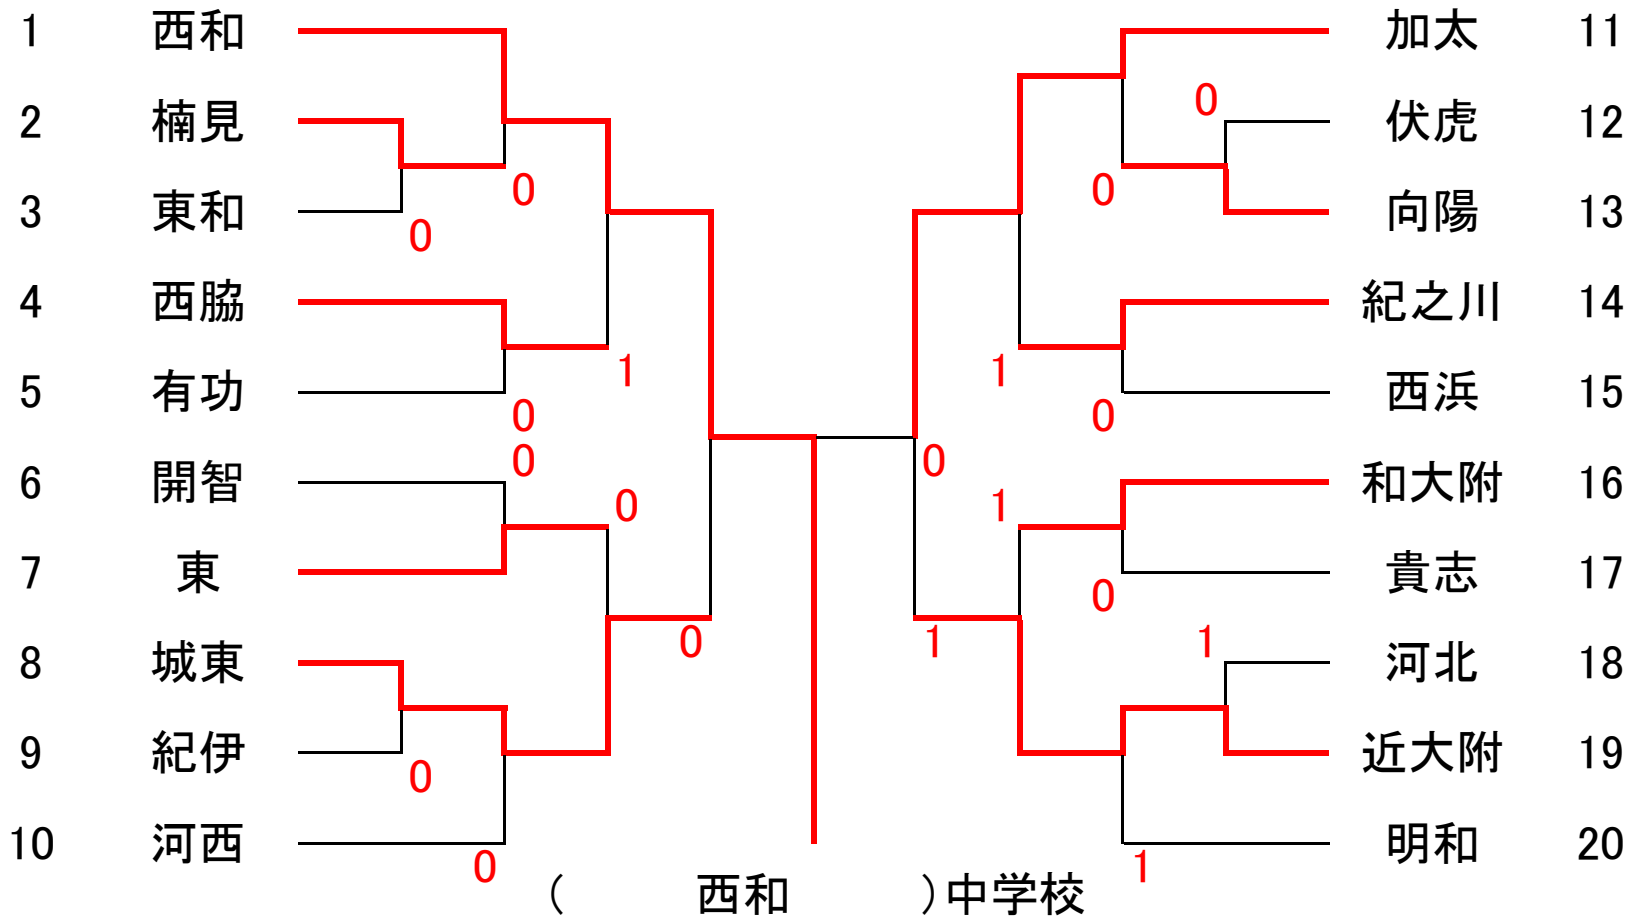 1 西和 加太 11
0
2 楠見 伏虎 12
0 0
3 東和 向陽 13
0
4 西脇 紀之川 14
1 1
5 有功 西浜 15
0 0
0 0
6 開智 和大附 16
0 1
7 東 貴志 17
0
0 1 1
8 城東 河北 18
9 紀伊 近大附 19
0
10 河西 明和 20
0 1
( 西和 )中学校